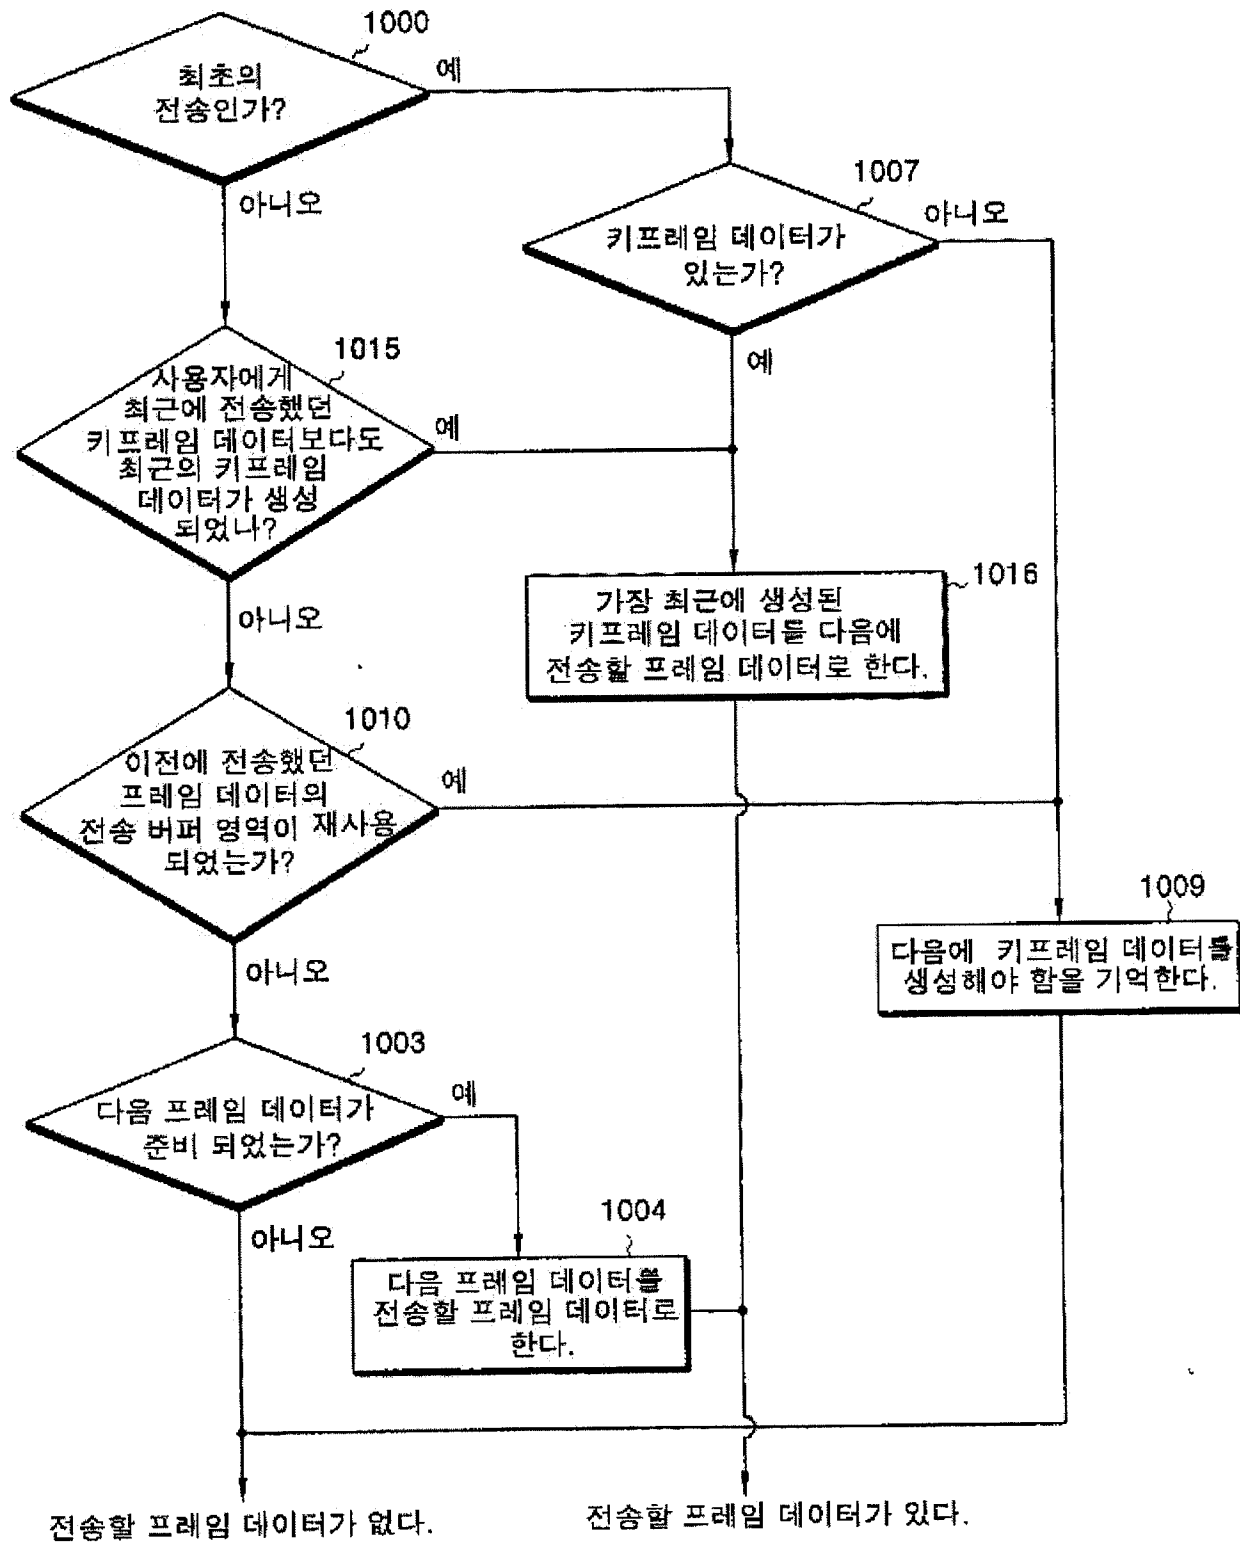 1000
최초의
전송인가?
예
아니오
1007
키프레임 데이터가
있는가?
아니오
예
1015
사용자에게
최근에 전송했던
키프레임 데이터보다도
최근의 키프레임
데이터가 생성
되었나?
예
아니오
1016
가장 최근에 생성된
키프레임 데이터를 다음에
전송할 프레임 데이터로 한다.
1010
이전에 전송했던
프레임 데이터의
전송 버퍼 영역이 재사용
되었는가?
예
아니오
1009
다음에 키프레임 데이터를
생성해야 함을 기억한다.
1003
다음 프레임 데이터가
준비 되었는가?
예
아니오
1004
다음 프레임 데이터를
전송할 프레임 데이터로
한다.
전송할 프레임 데이터가 없다.
전송할 프레임 데이터가 있다.